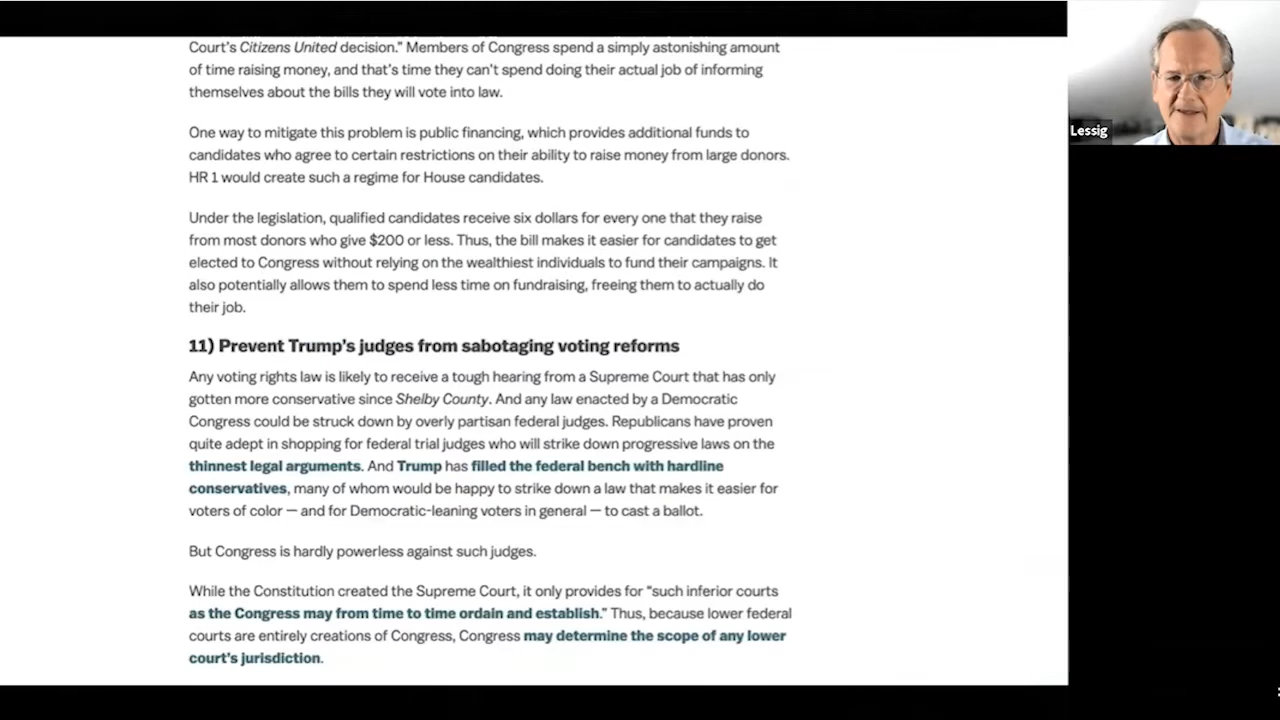 Court's Citizens United decision.” Members of Congress spend a simply astonishing amount
of time raising money, and that's time they can't spend doing their actual job of informing
themselves about the bills they will vote into law.
One way to mitigate this problem is public financing, which provides additional funds to
candidates who agree to certain restrictions on their ability to raise money from large donors.
HR 1 would create such a regime for House candidates.
Under the legislation, qualified candidates receive six dollars for every one that they raise
from most donors who give $200 or less. Thus, the bill makes it easier for candidates to get
elected to Congress without relying on the wealthiest individuals to fund their campaigns. It
also potentially allows them to spend less time on fundraising, freeing them to actually do
their job.
11) Prevent Trump's judges from sabotaging voting reforms
Any voting rights law is likely to receive a tough hearing from a Supreme Court that has only
gotten more conservative since Shelby County. And any law enacted by a Democratic
Congress could be struck down by overly partisan federal judges. Republicans have proven
quite adept in shopping for federal trial judges who will strike down progressive laws on the
thinnest legal arguments. And Trump has filled the federal bench with hardline
conservatives, many of whom would be happy to strike down a law that makes it easier for
voters of color — and for Democratic-leaning voters in general — to cast a ballot.
But Congress is hardly powerless against such judges.
While the Constitution created the Supreme Court, it only provides for “such inferior courts
as the Congress may from time to time ordain and establish.” Thus, because lower federal
courts are entirely creations of Congress, Congress may determine the scope of any lower
court's jurisdiction.
Lessig